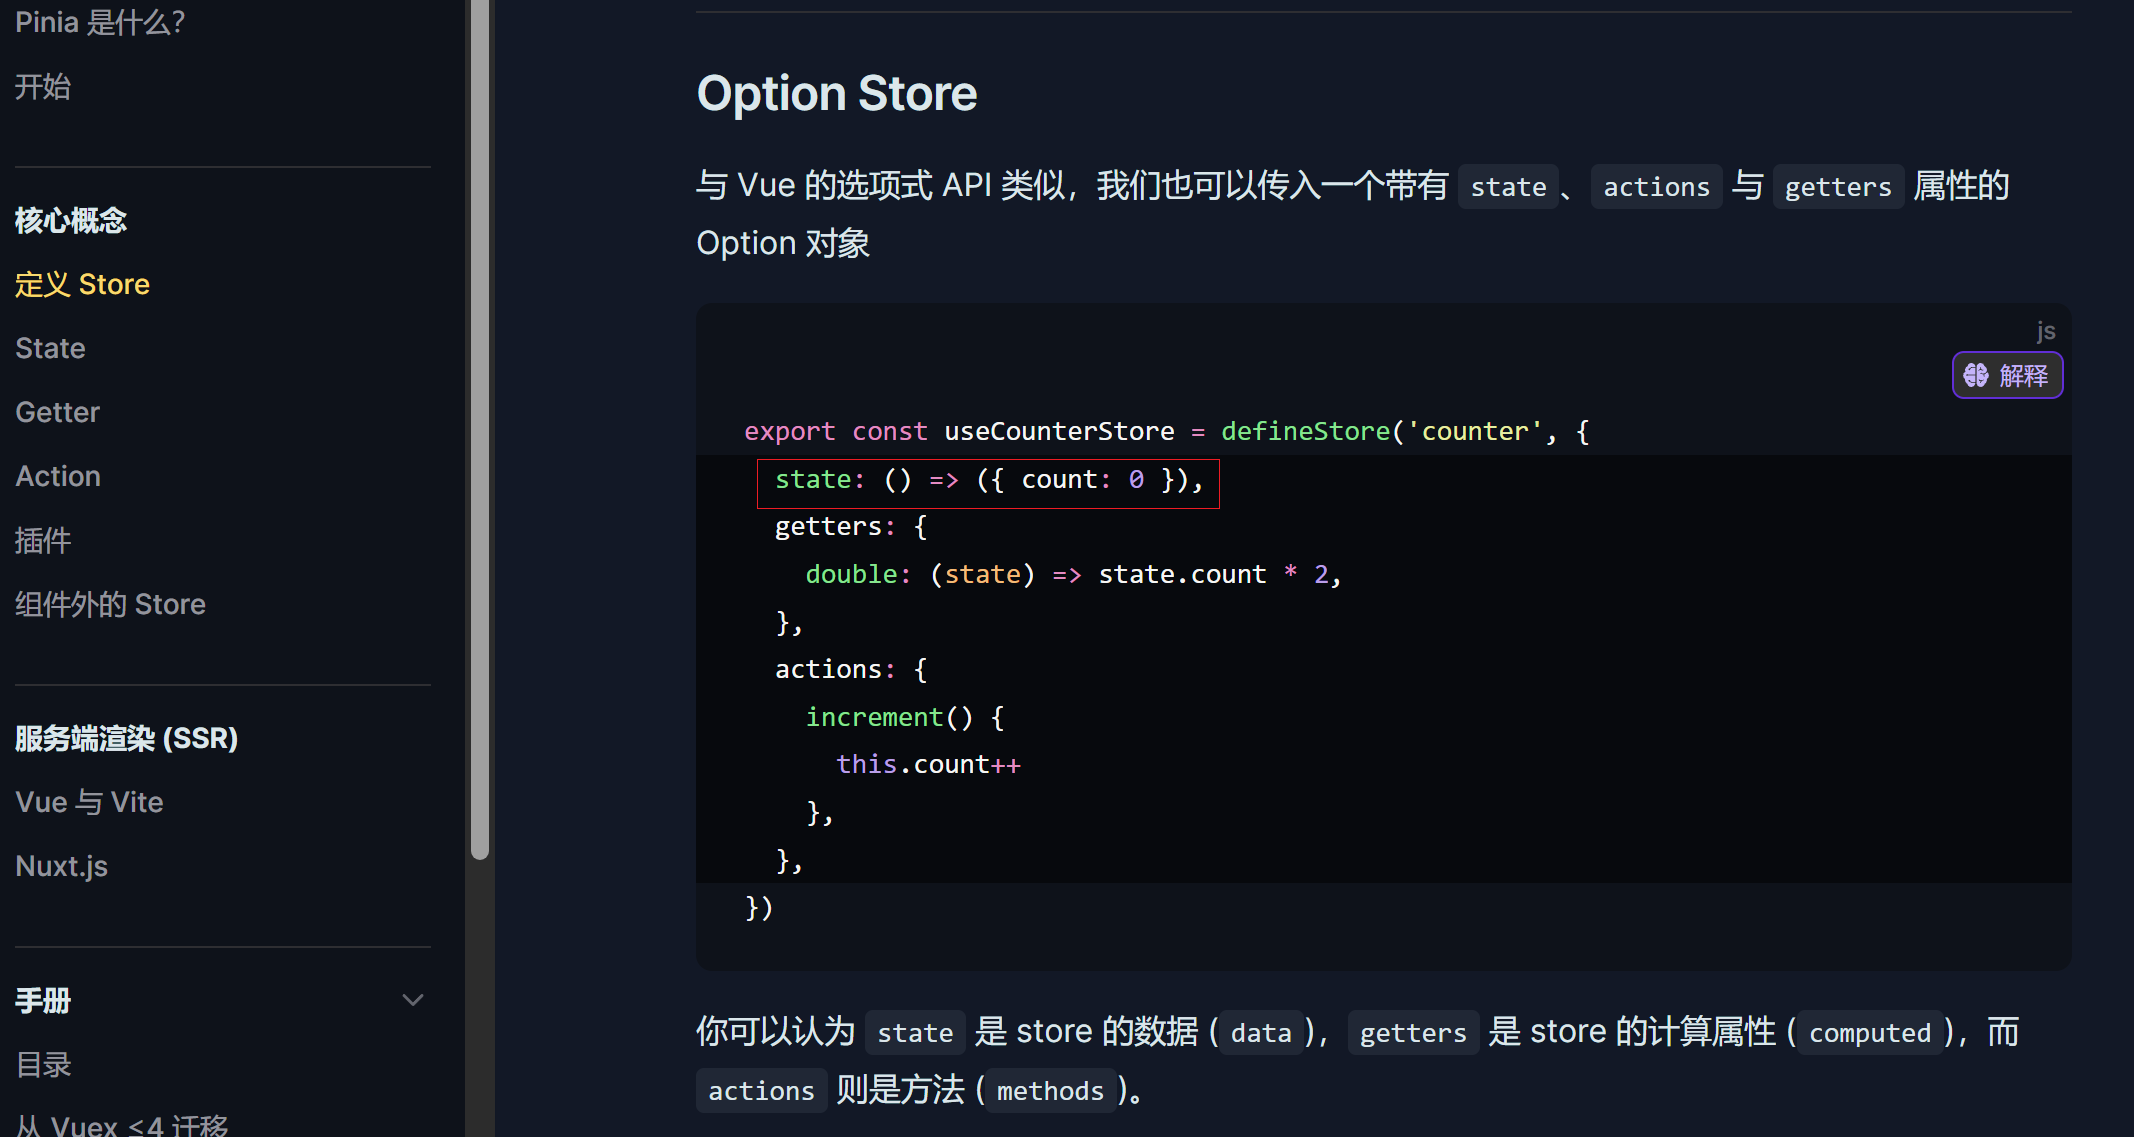 Pinia 是什么？
开始
核心概念
定义 Store
State
Getter
Action
插件
组件外的 Store
服务端渲染 (SSR)
Vue 与 Vite
Nuxt.js
手册
目录
从 Vuex ≤4 迁移
Option Store
与 Vue 的选项式 API 类似，我们也可以传入一个带有 state、actions 与 getters 属性的
Option 对象
js
解释
export const useCounterStore = defineStore('counter', {
  state: () => ({ count: 0 }),
  getters: {
    double: (state) => state.count * 2,
  },
  actions: {
    increment() {
      this.count++
    },
  },
})
你可以认为 state 是 store 的数据 (data)，getters 是 store 的计算属性 (computed)，而
actions 则是方法 (methods)。